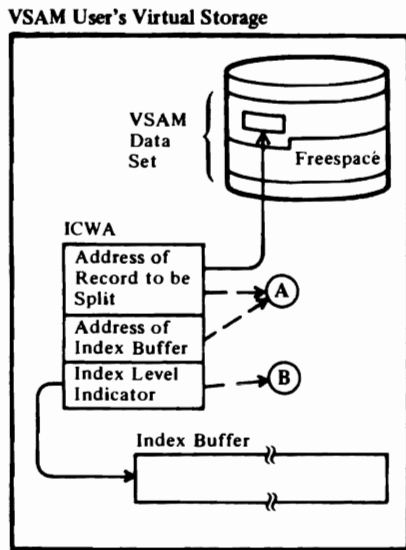 VSAM User's Virtual Storage
VSAM
Data
Set
Freespace
ICWA
Address of
Record to be
Split
A
Address of
Index Buffer
Index Level
Indicator
B
Index Buffer